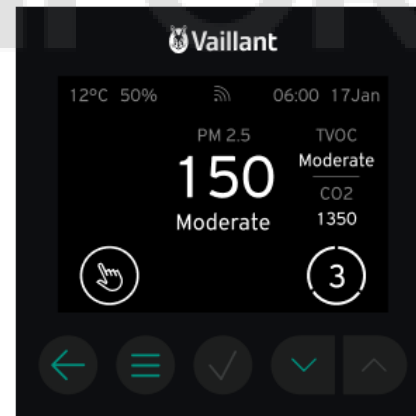 Vaillant
12°C 50% 06:00 17Jan
PM 2.5 TVOC
150 Moderate
Moderate CO2
1350
3